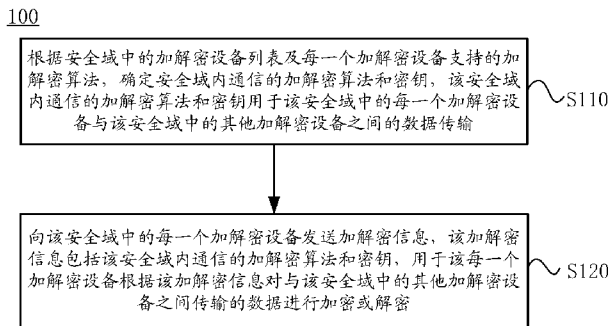 100
根据安全域中的加解密设备列表及每一个加解密设备支持的加
解密算法，确定安全域内通信的加解密算法和密钥，该安全域
内通信的加解密算法和密钥用于该安全域中的每一个加解密设
备与该安全域中的其他加解密设备之间的数据传输
S110
向该安全域中的每一个加解密设备发送加解密信息，该加解密
信息包括该安全域内通信的加解密算法和密钥，用于该每一个
加解密设备根据该加解密信息对与该安全域中的其他加解密设
备之间传输的数据进行加密或解密
S120